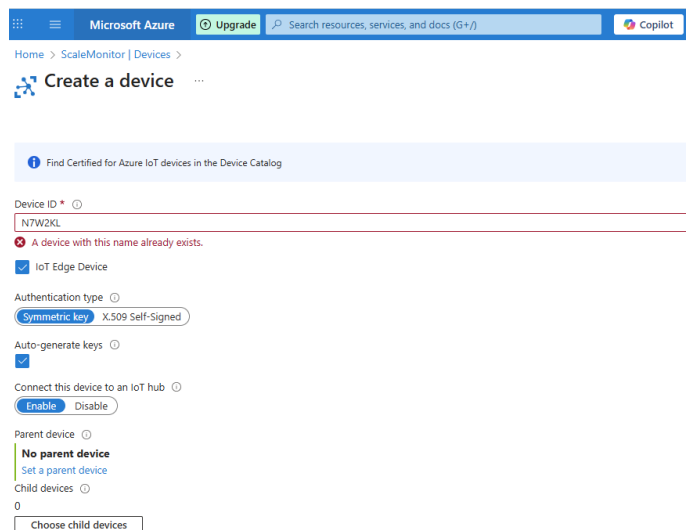 Microsoft Azure Upgrade Search resources, services, and docs (G+/) Copilot
Home > ScaleMonitor | Devices >
Create a device ...
Find Certified for Azure IoT devices in the Device Catalog
Device ID *
N7W2KL
A device with this name already exists.
IoT Edge Device
Authentication type
Symmetric key X.509 Self-Signed
Auto-generate keys
Connect this device to an IoT hub
Enable Disable
Parent device
No parent device
Set a parent device
Child devices
0
Choose child devices